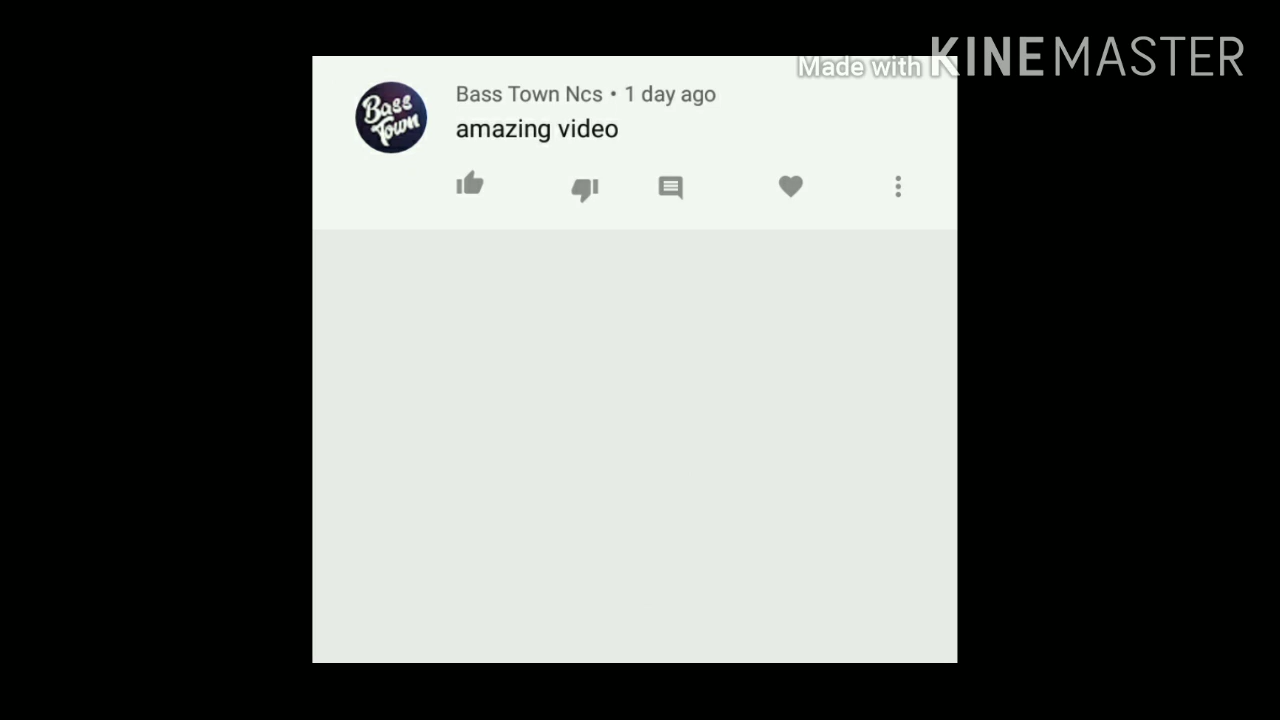 Made with KINEMASTER
Bass Town
Bass Town Ncs • 1 day ago
amazing video